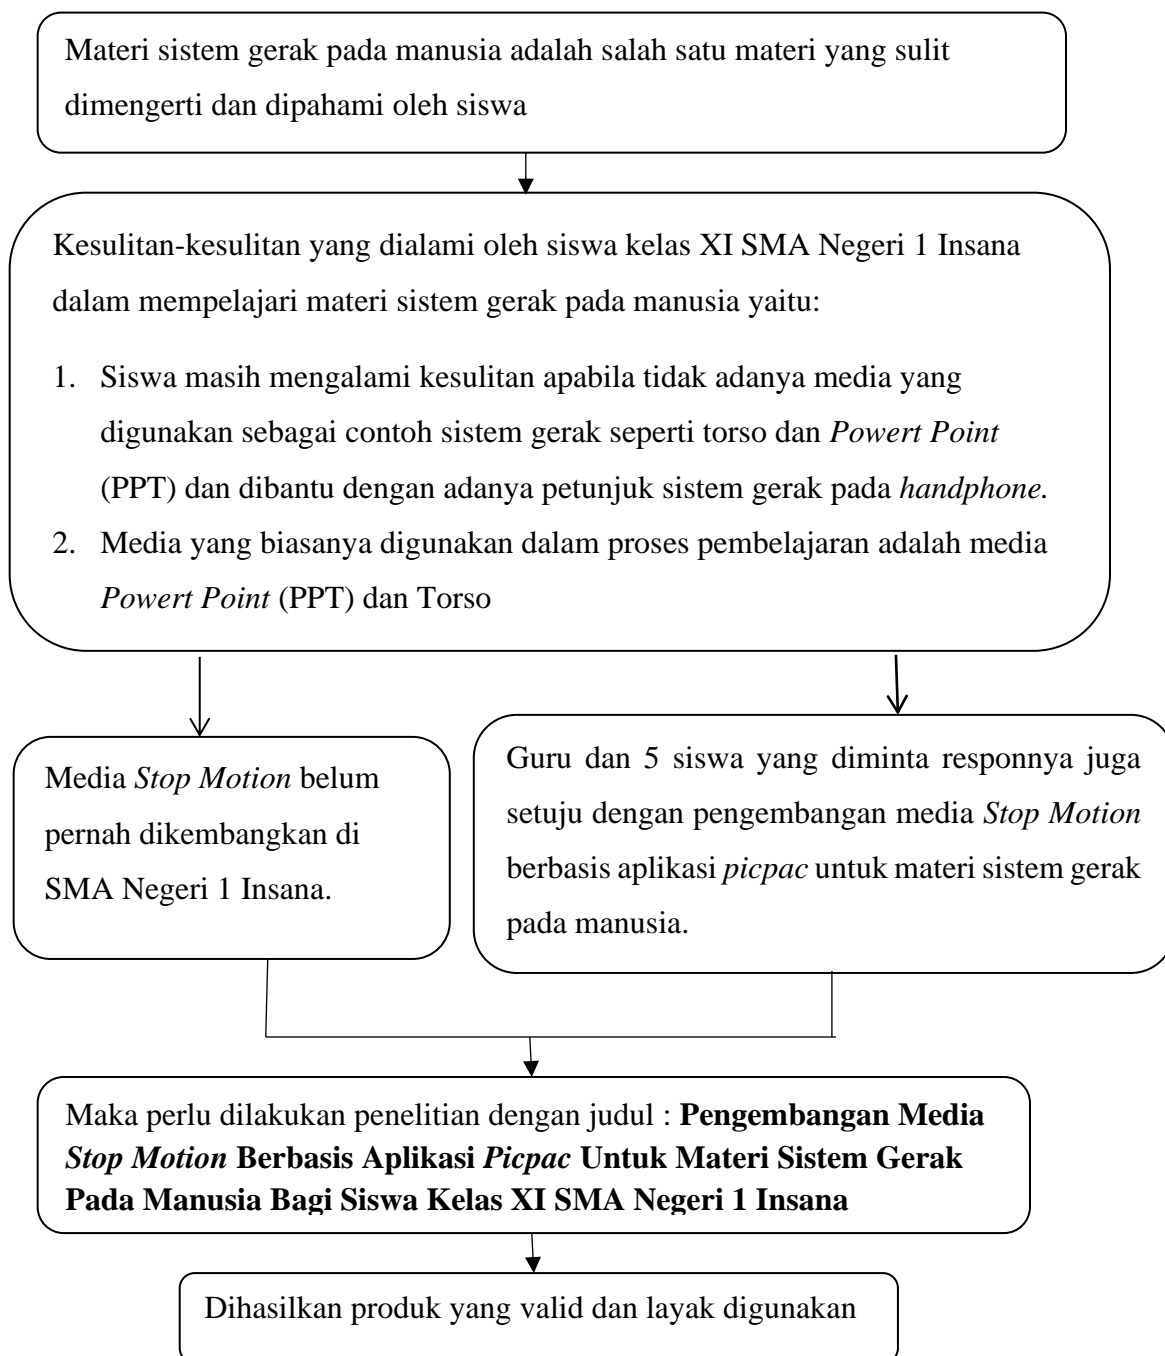 Materi sistem gerak pada manusia adalah salah satu materi yang sulit
dimengerti dan dipahami oleh siswa
Kesulitan-kesulitan yang dialami oleh siswa kelas XI SMA Negeri 1 Insana
dalam mempelajari materi sistem gerak pada manusia yaitu:
1. Siswa masih mengalami kesulitan apabila tidak adanya media yang
digunakan sebagai contoh sistem gerak seperti torso dan Powert Point
(PPT) dan dibantu dengan adanya petunjuk sistem gerak pada handphone.
2. Media yang biasanya digunakan dalam proses pembelajaran adalah media
Powert Point (PPT) dan Torso
Media Stop Motion belum
pernah dikembangkan di
SMA Negeri 1 Insana.
Guru dan 5 siswa yang diminta responnya juga
setuju dengan pengembangan media Stop Motion
berbasis aplikasi picpac untuk materi sistem gerak
pada manusia.
Maka perlu dilakukan penelitian dengan judul : Pengembangan Media
Stop Motion Berbasis Aplikasi Picpac Untuk Materi Sistem Gerak
Pada Manusia Bagi Siswa Kelas XI SMA Negeri 1 Insana
Dihasilkan produk yang valid dan layak digunakan